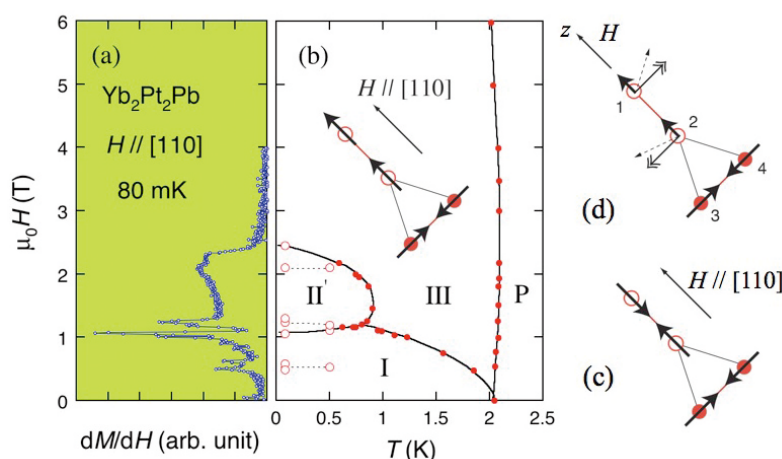 (a)
Yb2Pt2Pb
H // [110]
80 mK
μ0H (T)
6
5
4
3
2
1
0
dM/dH (arb. unit)
(b)
H // [110]
II'
III
P
I
0
0.5
1
1.5
2
2.5
T (K)
z
H
1
2
3
4
(d)
H // [110]
(c)